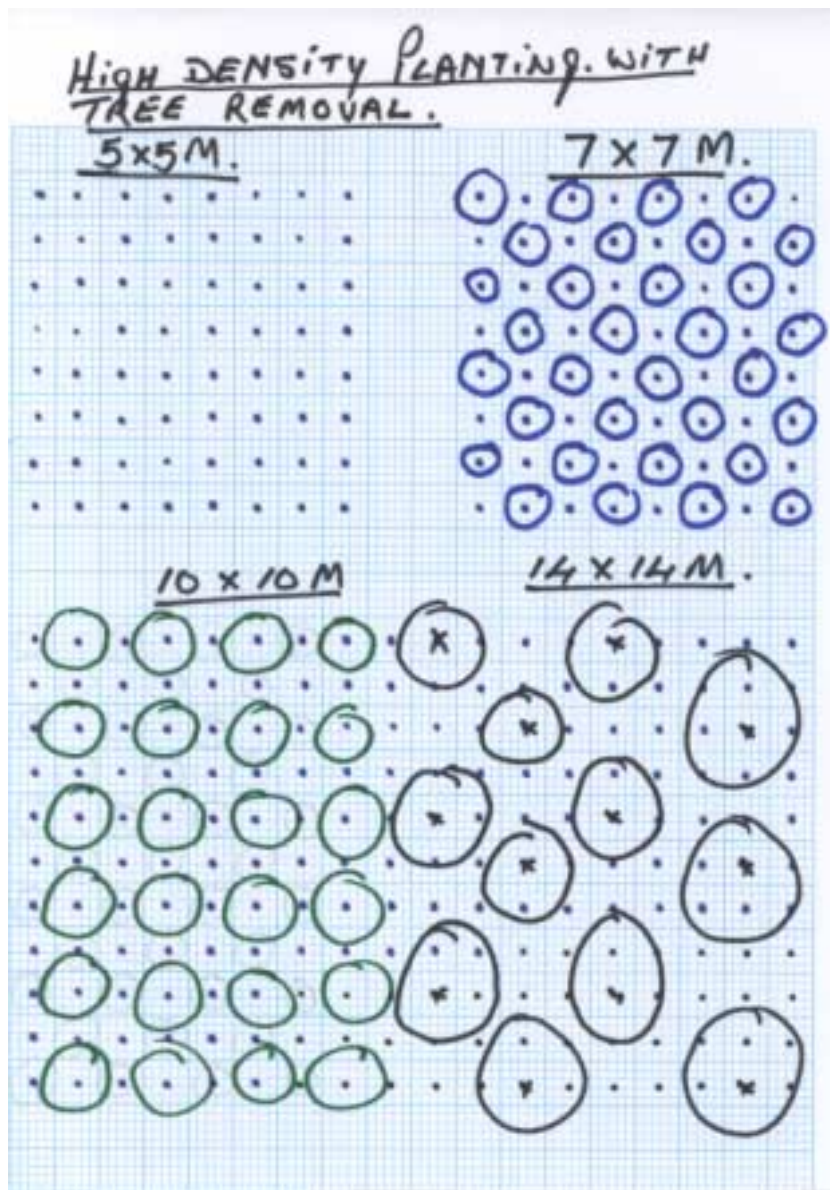 HIGH DENSITY PLANTING. WITH
TREE REMOVAL.
5x5M.
7 x 7 M.
10 x 10 M
14 x 14 M.